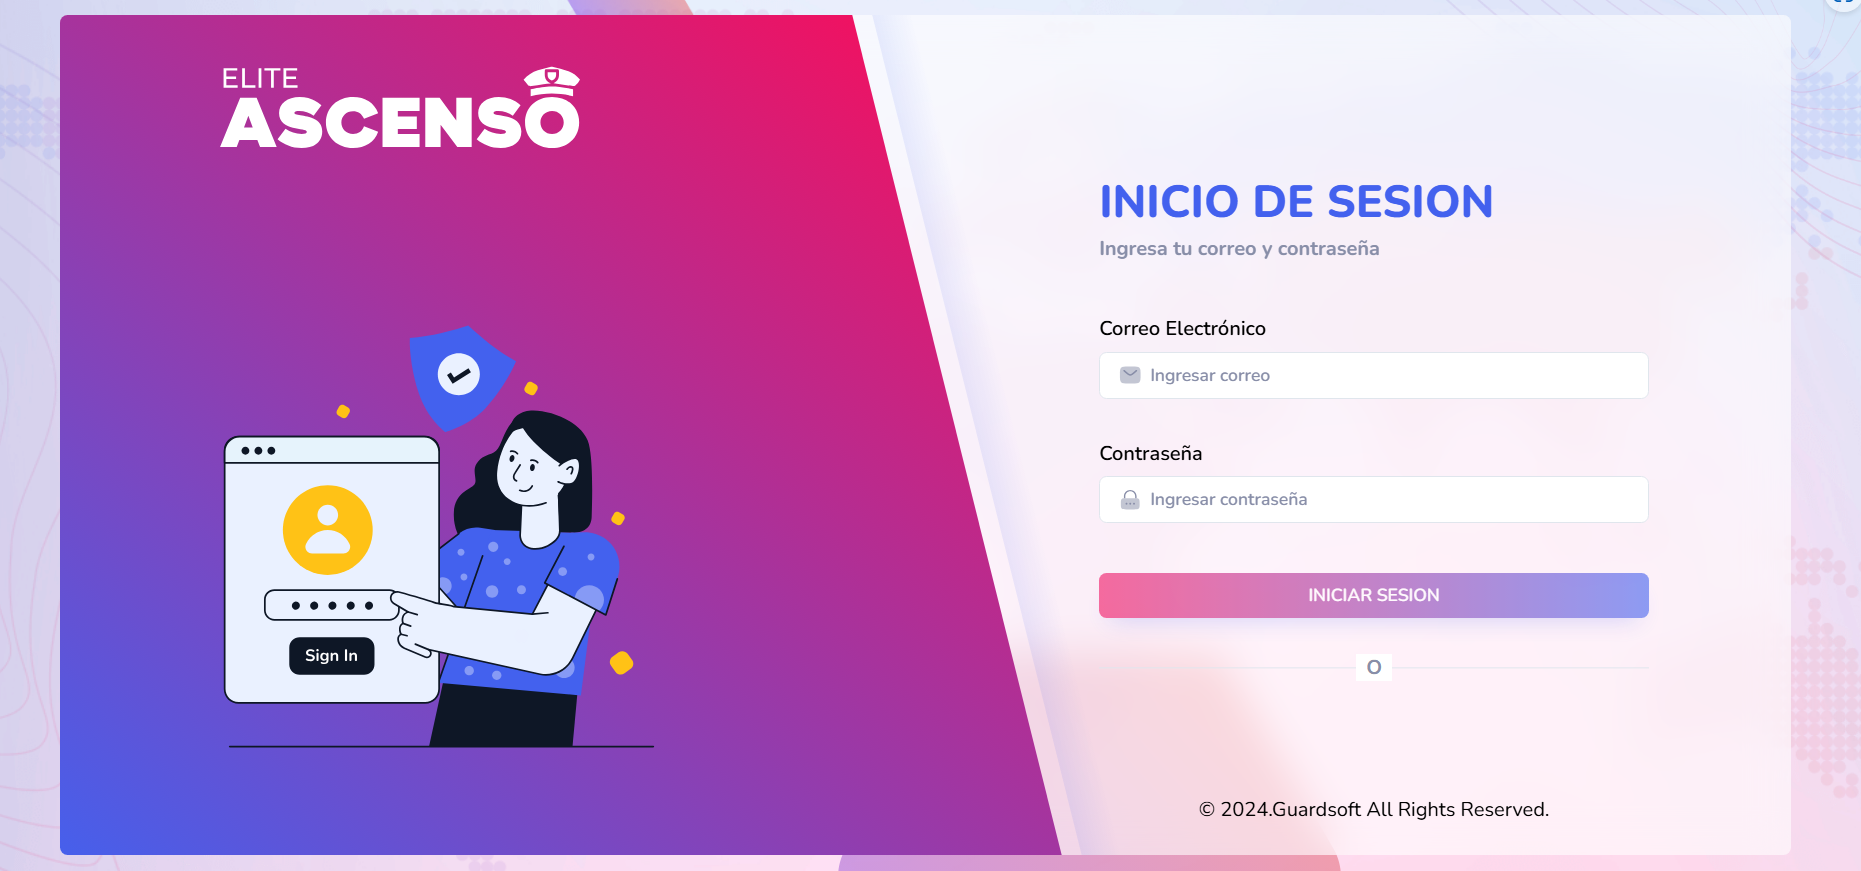 ELITE
ASCENSO
INICIO DE SESION
Ingresa tu correo y contraseña
Correo Electrónico
Ingresar correo
Contraseña
Ingresar contraseña
INICIAR SESION
O
Sign In
© 2024.Guardsoft All Rights Reserved.